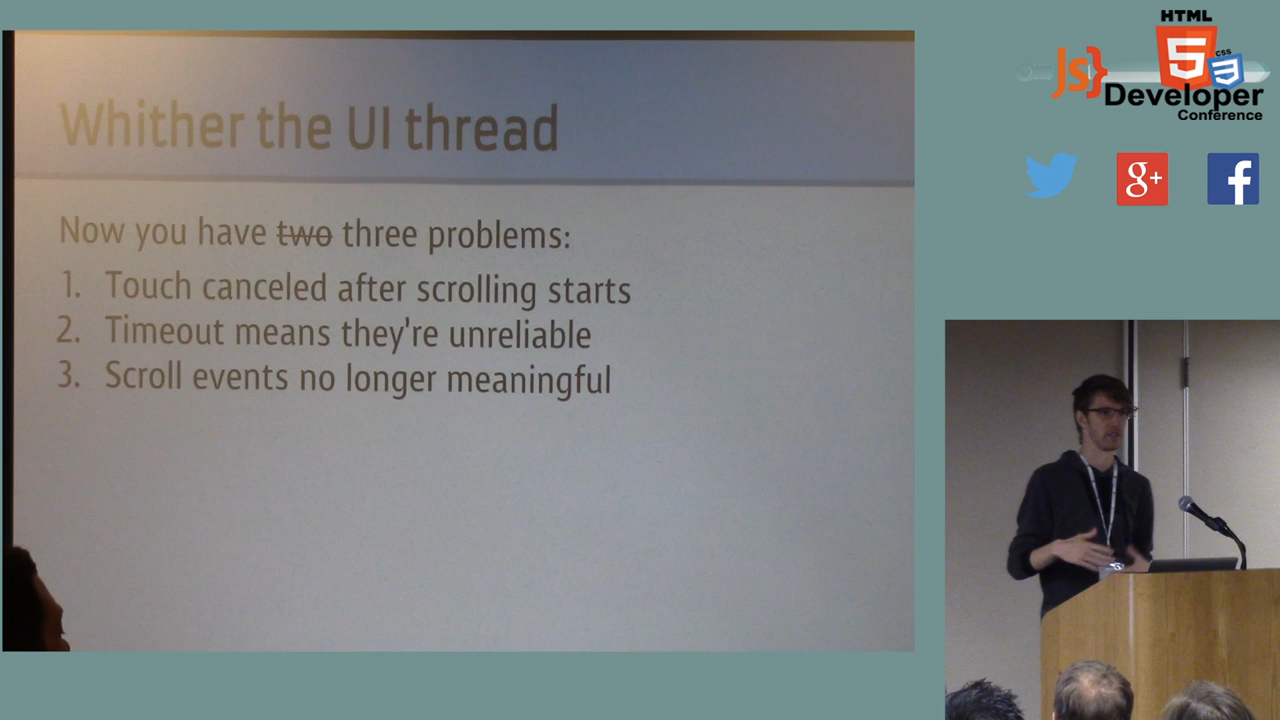 Whither the UI thread
Now you have two three problems:
1. Touch canceled after scrolling starts
2. Timeout means they're unreliable
3. Scroll events no longer meaningful
HTML
5
css
3
JS}
Developer
Conference
g+
f